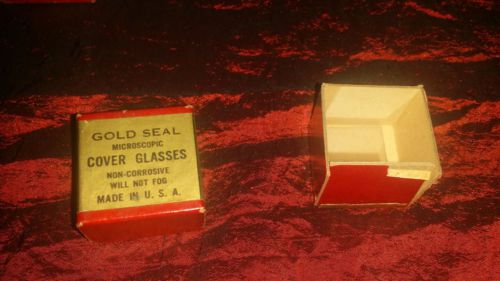 GOLD SEAL
MICROSCOPIC
COVER GLASSES
NON-CORROSIVE
WILL NOT FOG
MADE IN U. S. A.